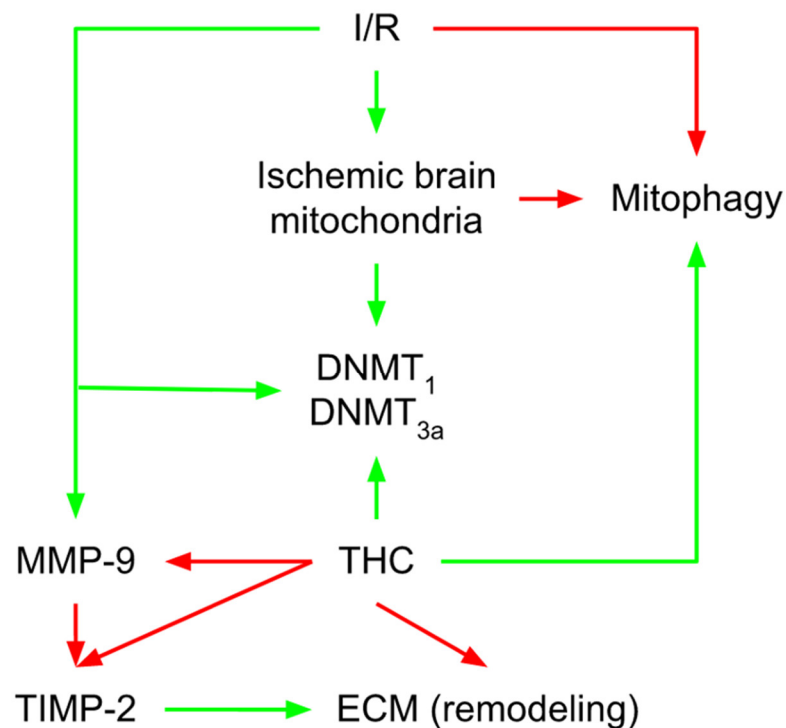 I/R
Ischemic brain
mitochondria
Mitophagy
DNMT1
DNMT3a
MMP-9
THC
TIMP-2
ECM (remodeling)